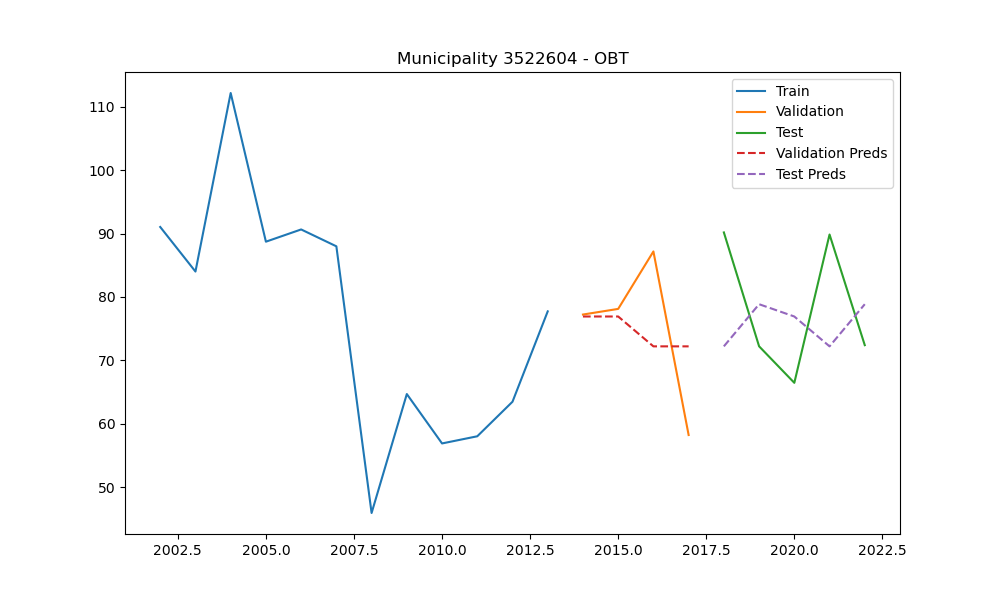 Municipality 3522604 - OBT
Train
Validation
Test
Validation Preds
Test Preds
110
100
90
80
70
60
50
2002.5 2005.0 2007.5 2010.0 2012.5 2015.0 2017.5 2020.0 2022.5